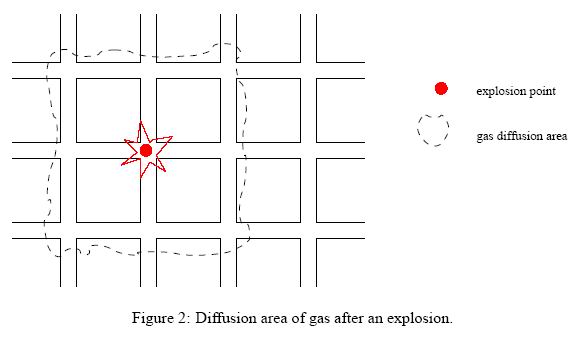 explosion point
gas diffusion area
Figure 2: Diffusion area of gas after an explosion.